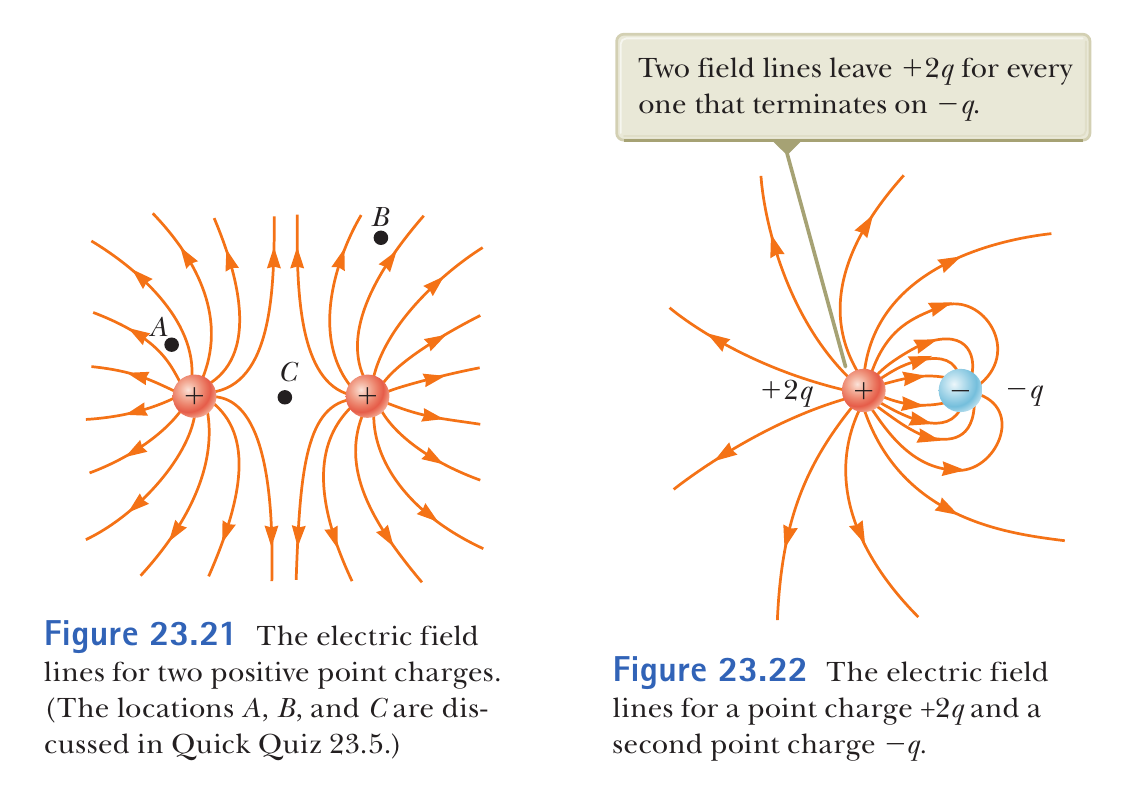 Two field lines leave +2q for every
one that terminates on −q.
B
A
C
+
+
+2q
+
−
−q
Figure 23.21 The electric field
lines for two positive point charges.
(The locations A, B, and C are dis-
cussed in Quick Quiz 23.5.)
Figure 23.22 The electric field
lines for a point charge +2q and a
second point charge −q.